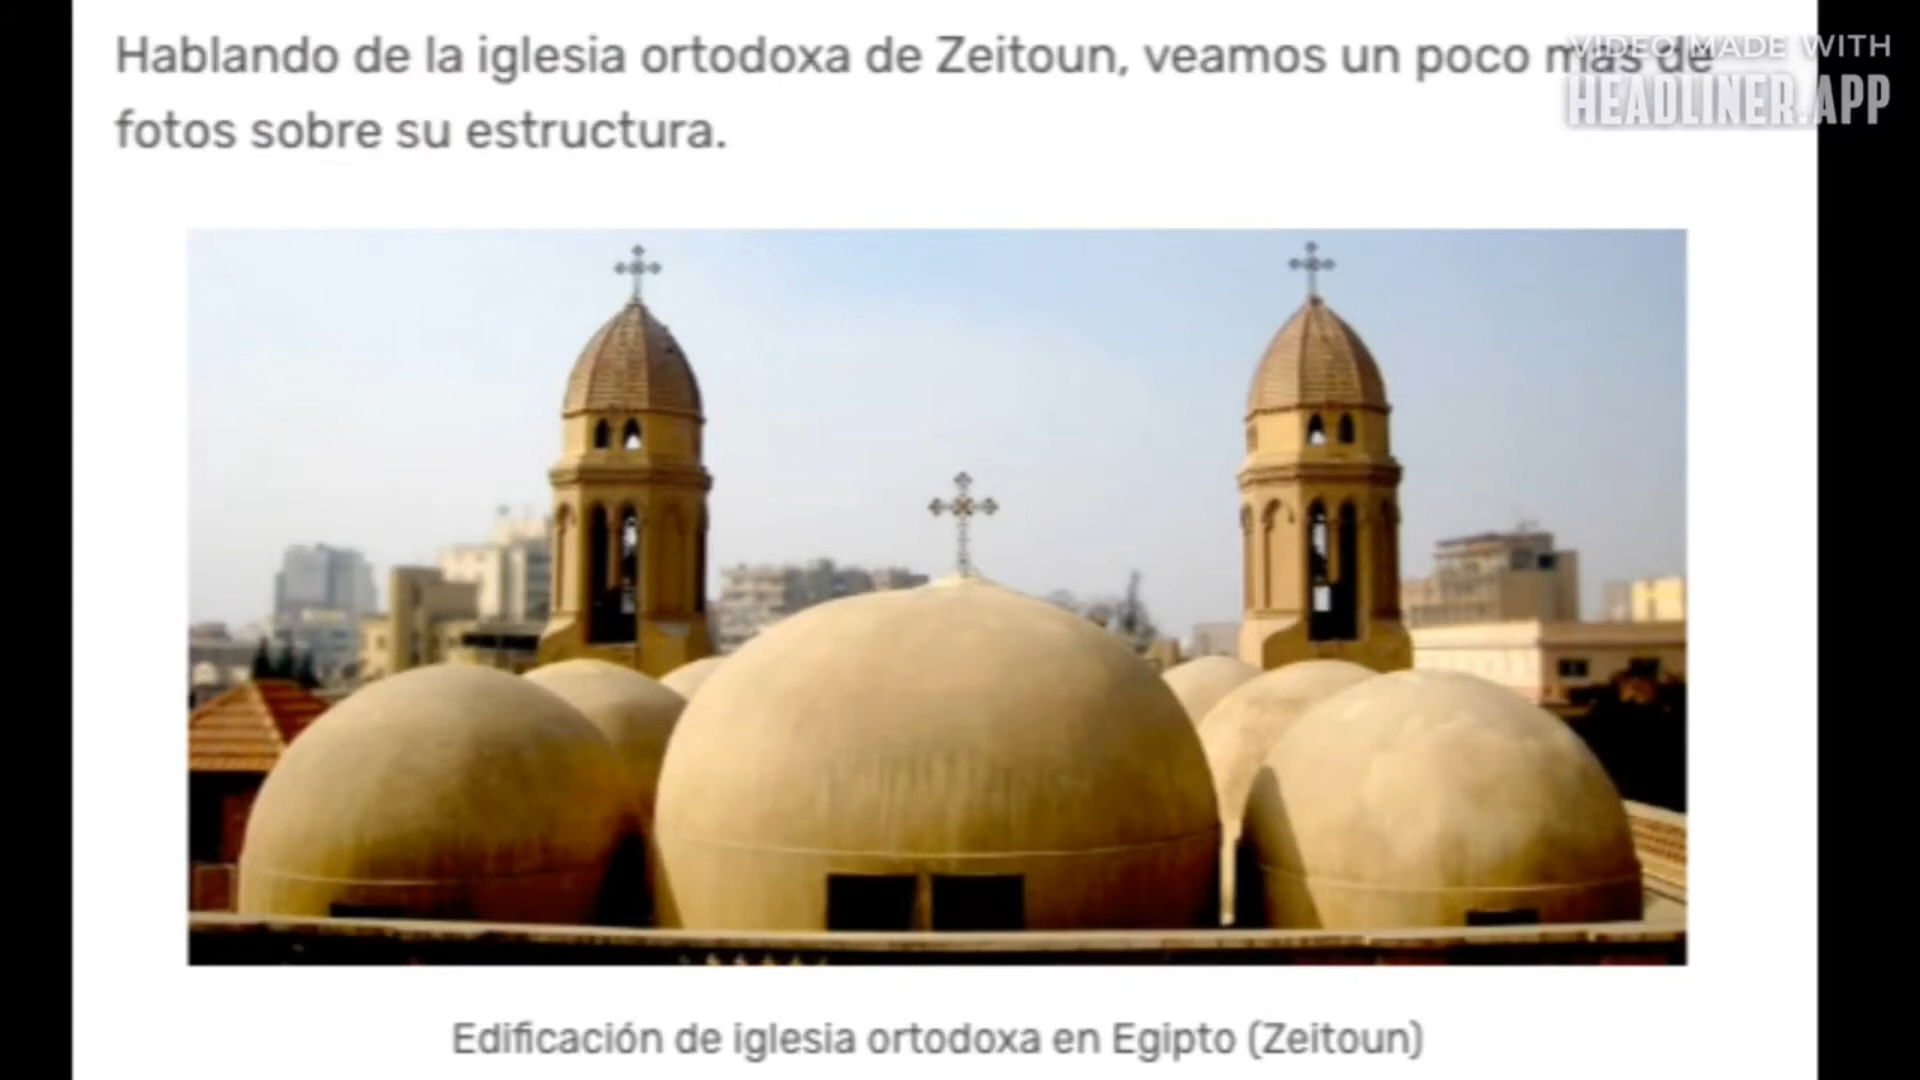 Hablando de la iglesia ortodoxa de Zeitoun, veamos un poco más de
fotos sobre su estructura.
VIDEO MADE WITH
HEADLINER.APP
Edificación de iglesia ortodoxa en Egipto (Zeitoun)